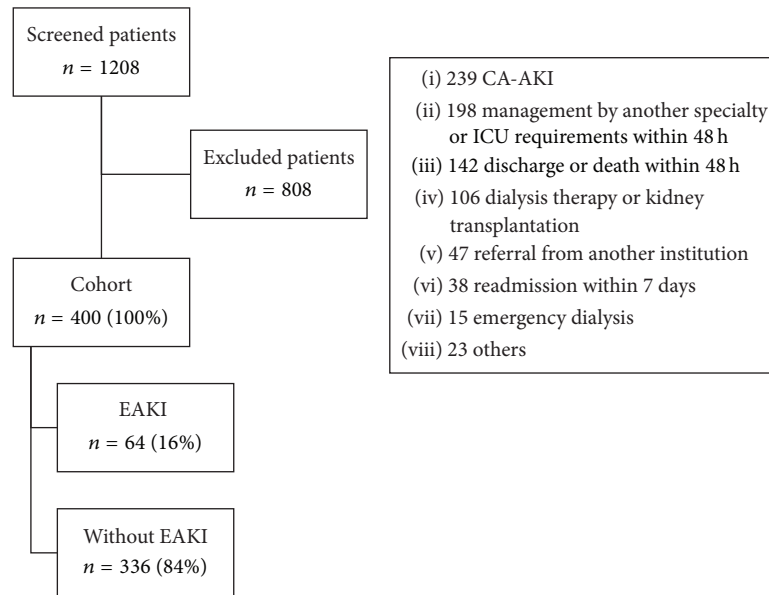 Screened patients
n = 1208
Excluded patients
n = 808
Cohort
n = 400 (100%)
EAKI
n = 64 (16%)
Without EAKI
n = 336 (84%)
(i) 239 CA-AKI
(ii) 198 management by another specialty
or ICU requirements within 48 h
(iii) 142 discharge or death within 48 h
(iv) 106 dialysis therapy or kidney
transplantation
(v) 47 referral from another institution
(vi) 38 readmission within 7 days
(vii) 15 emergency dialysis
(viii) 23 others